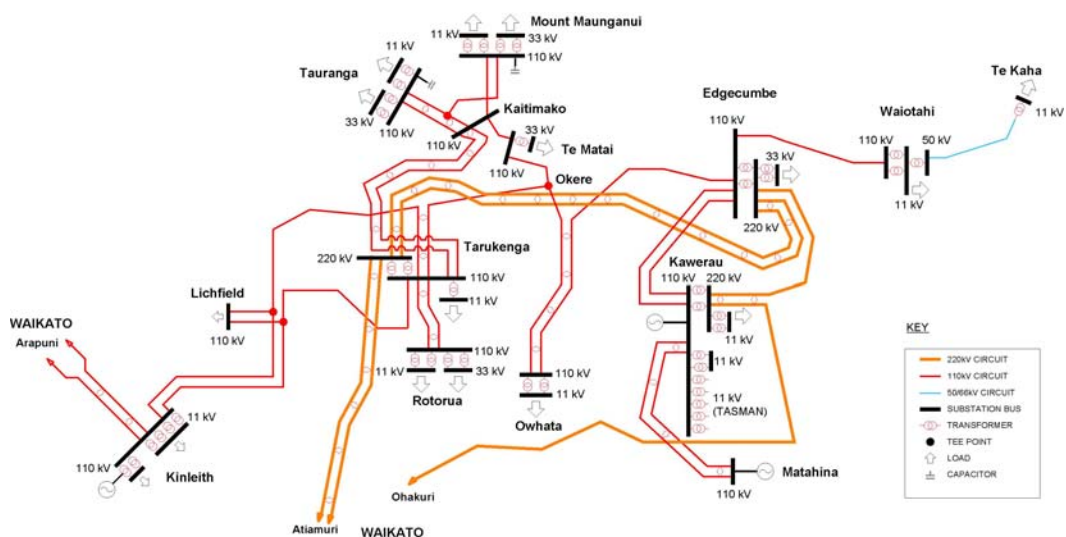 Mount Maunganui
11 kV
33 kV
110 kV
11 kV
Tauranga
33 kV
110 kV
Kaitimako
110 kV
33 kV
Te Matai
110 kV
Okere
Edgecumbe
110 kV
33 kV
11 kV
220 kV
Waiotahi
110 kV
50 kV
11 kV
Te Kaha
11 kV
Tarukenga
220 kV
110 kV
11 kV
Lichfield
110 kV
WAIKATO
Arapuni
110 kV
11 kV
33 kV
Rotorua
110 kV
11 kV
Owhata
Kawerau
110 kV
220 kV
11 kV
11 kV
11 kV
(TASMAN)
Matahina
110 kV
11 kV
110 kV
Kinleith
Ohakuri
Atiamuri
WAIKATO
KEY
220kV CIRCUIT
110kV CIRCUIT
50/66kV CIRCUIT
SUBSTATION BUS
TRANSFORMER
TEE POINT
LOAD
CAPACITOR